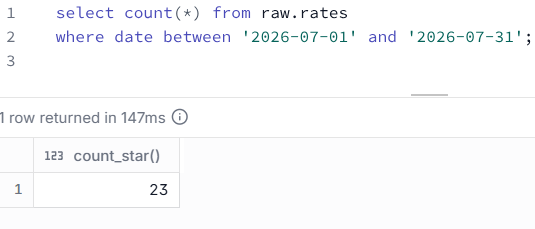 1 select count(*) from raw.rates
2 where date between '2026-07-01' and '2026-07-31';
3
1 row returned in 147ms
123 count_star()
1 23